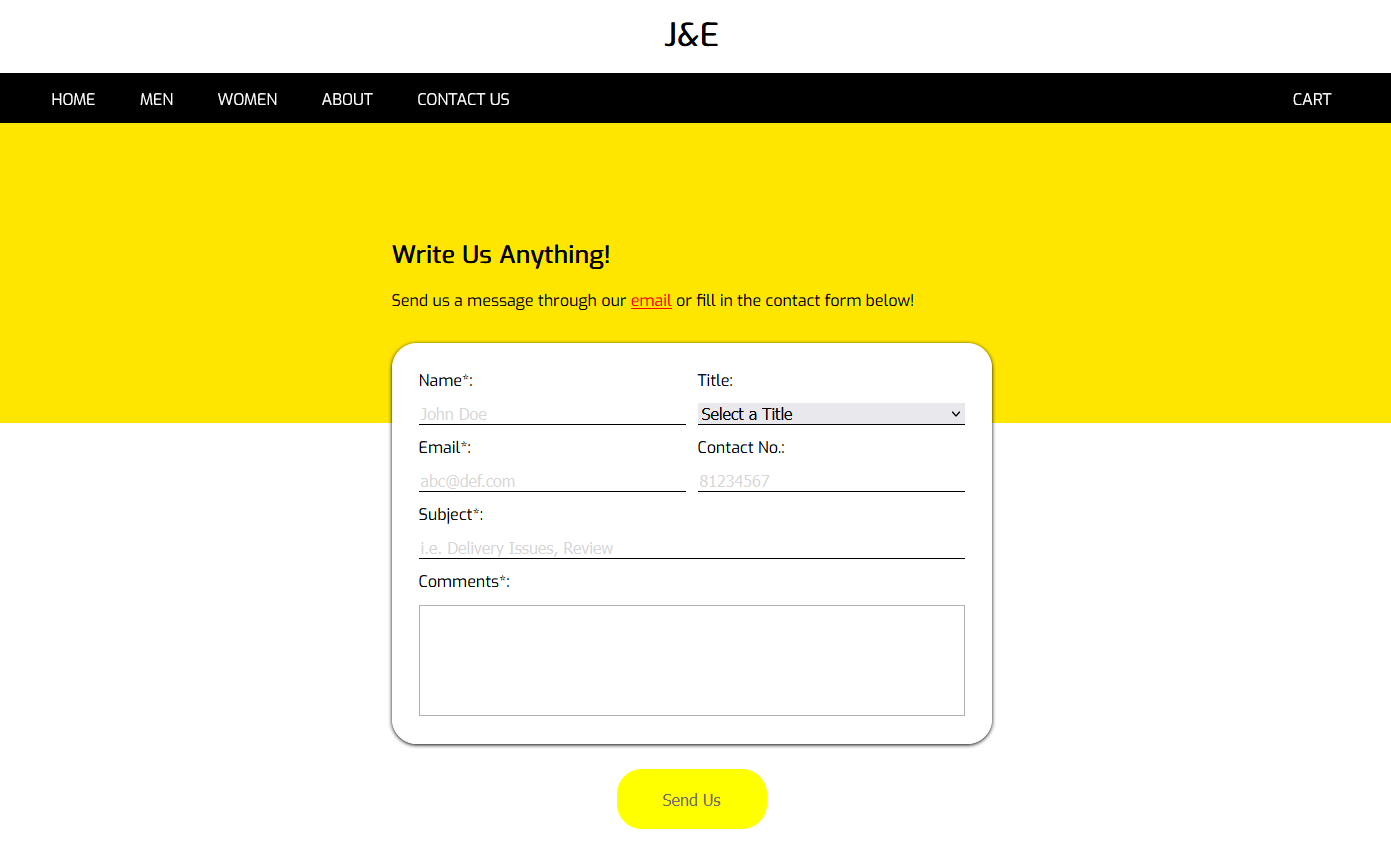 J&E
HOME MEN WOMEN ABOUT CONTACT US CART
Write Us Anything!
Send us a message through our email or fill in the contact form below!
Name*: Title:
John Doe Select a Title
Email*: Contact No.:
abc@def.com 81234567
Subject*:
i.e. Delivery Issues, Review
Comments*:
Send Us